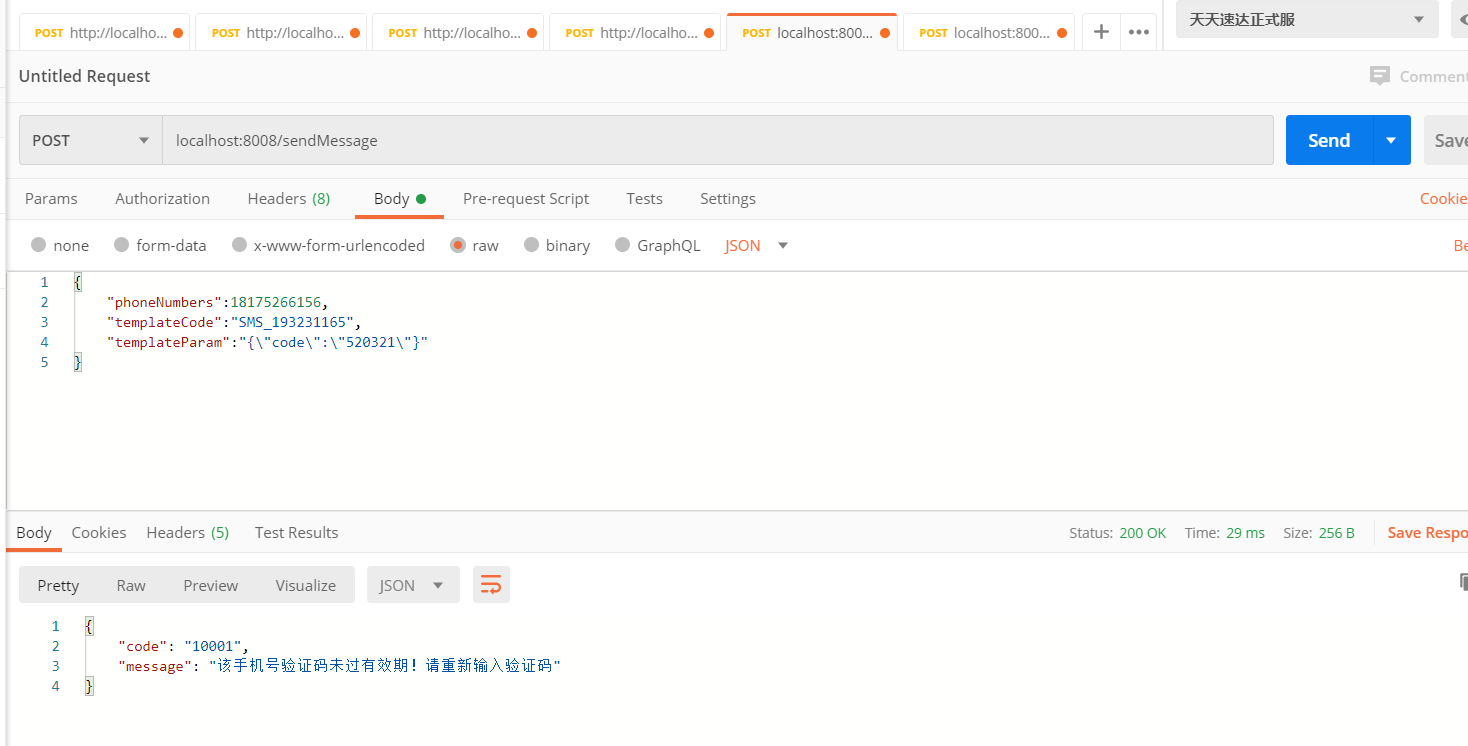 POST http://localho... POST http://localho... POST http://localho... POST http://localho... POST localhost:800... POST localhost:800... + ••• 天天速达正式服
Untitled Request Comment
POST localhost:8008/sendMessage Send Save
Params Authorization Headers (8) Body Pre-request Script Tests Settings Cookie
none form-data x-www-form-urlencoded raw binary GraphQL JSON Be
1 {
2 "phoneNumbers":18175266156,
3 "templateCode":"SMS_193231165",
4 "templateParam":"{\"code\":\"520321\"}"
5 }
Body Cookies Headers (5) Test Results Status: 200 OK Time: 29 ms Size: 256 B Save Respo
Pretty Raw Preview Visualize JSON
1 {
2 "code": "10001",
3 "message": "该手机号验证码未过有效期！请重新输入验证码"
4 }